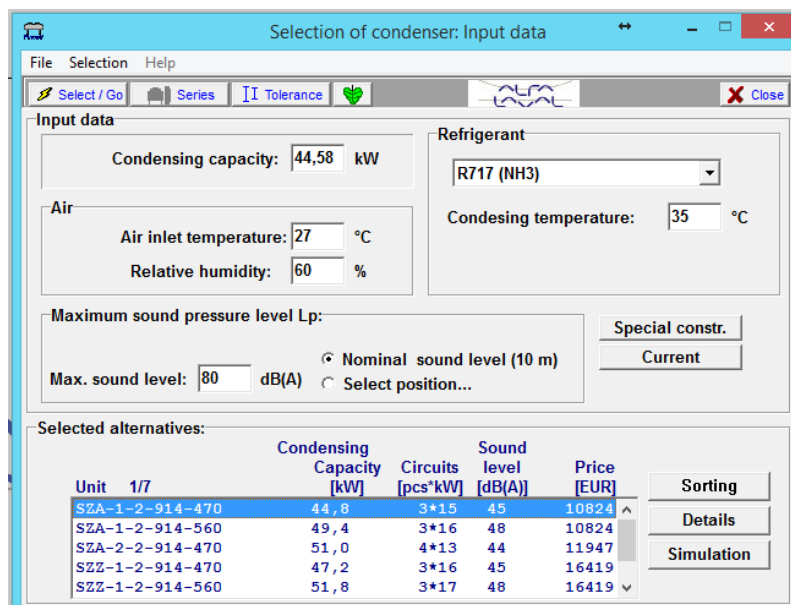 Selection of condenser: Input data
File Selection Help
Select / Go Series Tolerance ALFA LAVAL Close
Input data
Condensing capacity: 44,58 kW
Refrigerant
R717 (NH3)
Condesing temperature: 35 °C
Air
Air inlet temperature: 27 °C
Relative humidity: 60 %
Maximum sound pressure level Lp:
Max. sound level: 80 dB(A)
Nominal sound level (10 m)
Select position...
Special constr.
Current
Selected alternatives:
Unit 1/7 Condensing Capacity [kW] Circuits [pcs*kW] Sound level [dB(A)] Price [EUR]
SZA-1-2-914-470 44,8 3*15 45 10824
SZA-1-2-914-560 49,4 3*16 48 10824
SZA-2-2-914-470 51,0 4*13 44 11947
SZZ-1-2-914-470 47,2 3*16 45 16419
SZZ-1-2-914-560 51,8 3*17 48 16419
Sorting
Details
Simulation